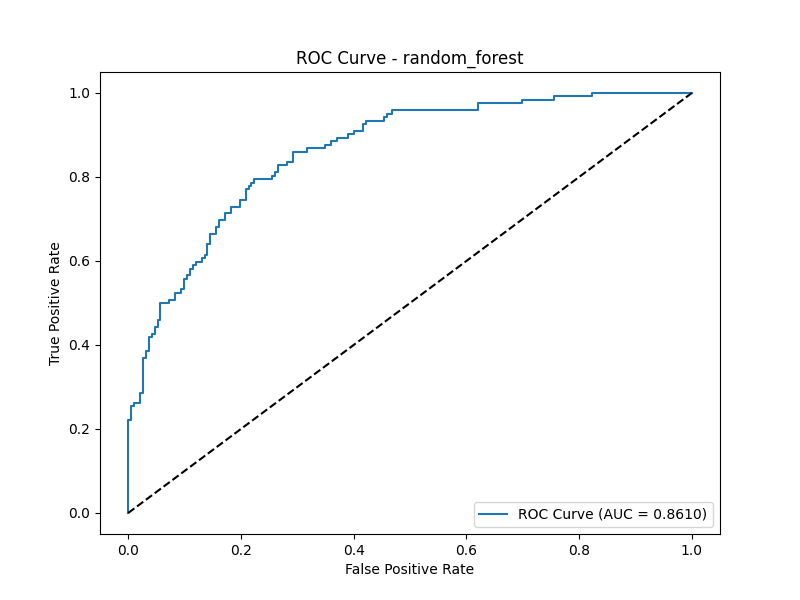 ROC Curve - random_forest
True Positive Rate
1.0
0.8
0.6
0.4
0.2
0.0
ROC Curve (AUC = 0.8610)
0.0 0.2 0.4 0.6 0.8 1.0
False Positive Rate